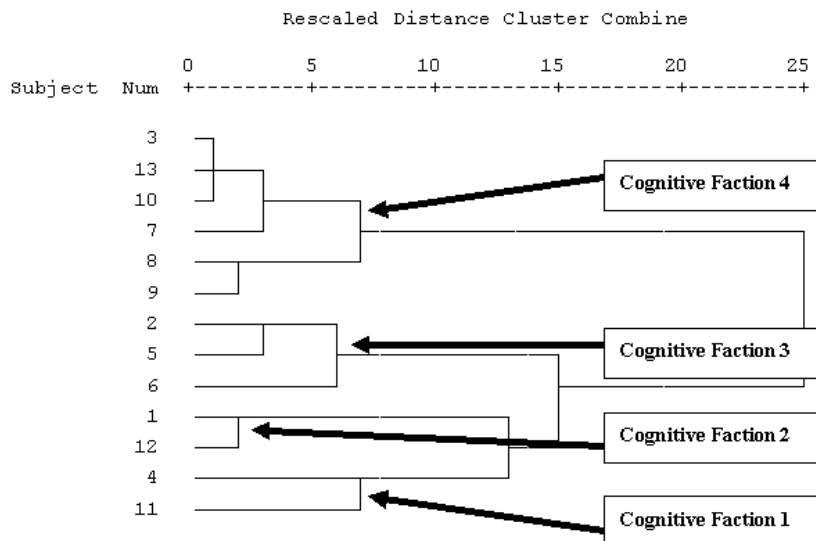 Rescaled Distance Cluster Combine
0 5 10 15 20 25
Subject Num +---------+---------+---------+---------+---------+
3
13
10
7
8
9
2
5
6
1
12
4
11
Cognitive Faction 4
Cognitive Faction 3
Cognitive Faction 2
Cognitive Faction 1